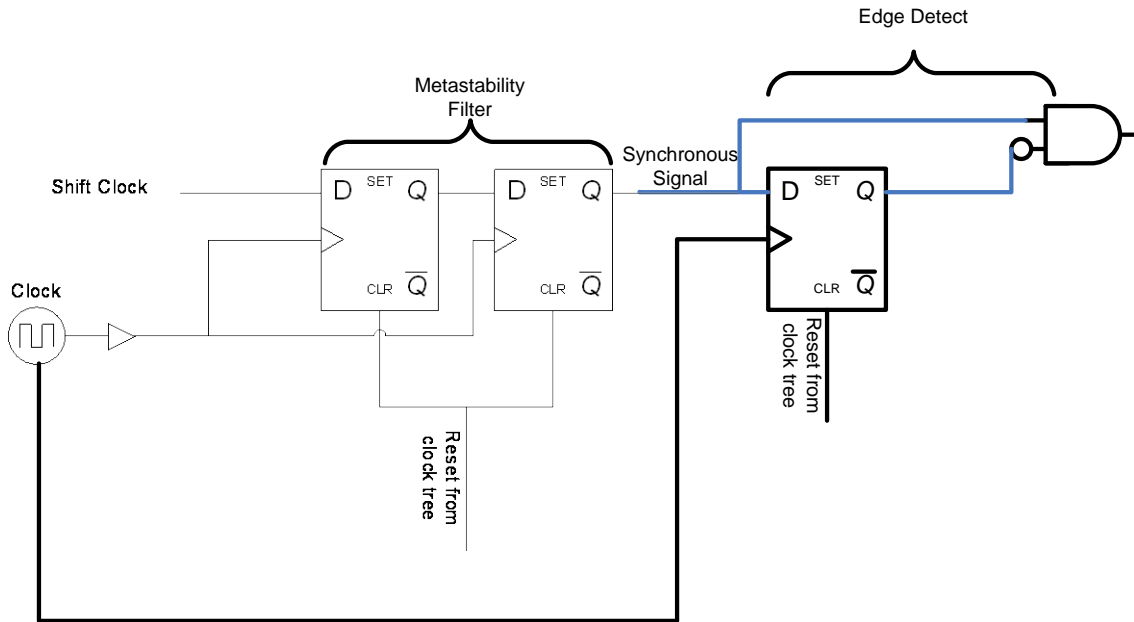 Edge Detect
Metastability
Filter
Synchronous
Signal
Shift Clock
D SET Q
CLR Q
D SET Q
CLR Q
D SET Q
CLR Q
Clock
Reset from
clock tree
Reset from
clock tree